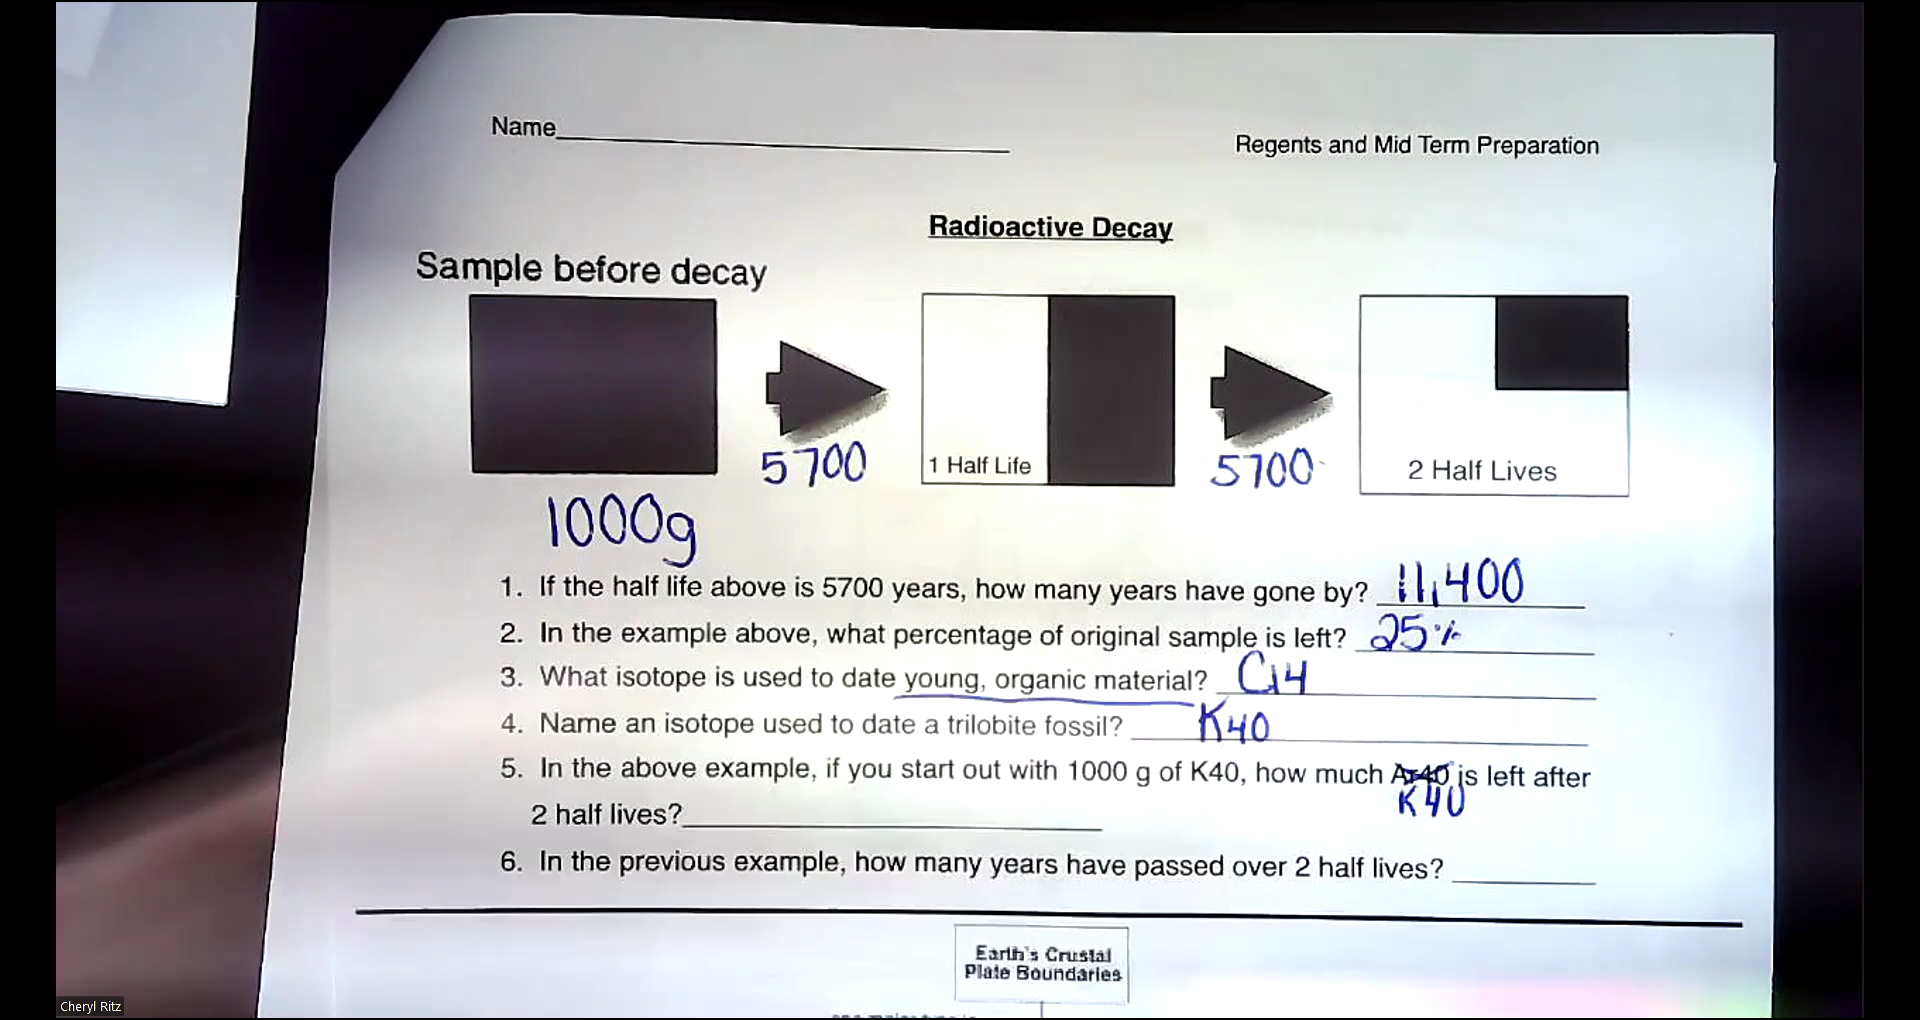 Name
Regents and Mid Term Preparation
Radioactive Decay
Sample before decay
5700
1 Half Life
5700
2 Half Lives
1000g
1. If the half life above is 5700 years, how many years have gone by? 11,400
2. In the example above, what percentage of original sample is left? 25%
3. What isotope is used to date young, organic material? C14
4. Name an isotope used to date a trilobite fossil? K40
5. In the above example, if you start out with 1000 g of K40, how much Ar40 is left after
K40
2 half lives?
6. In the previous example, how many years have passed over 2 half lives?
Earth's Crustal
Plate Boundaries
Cheryl Ritz